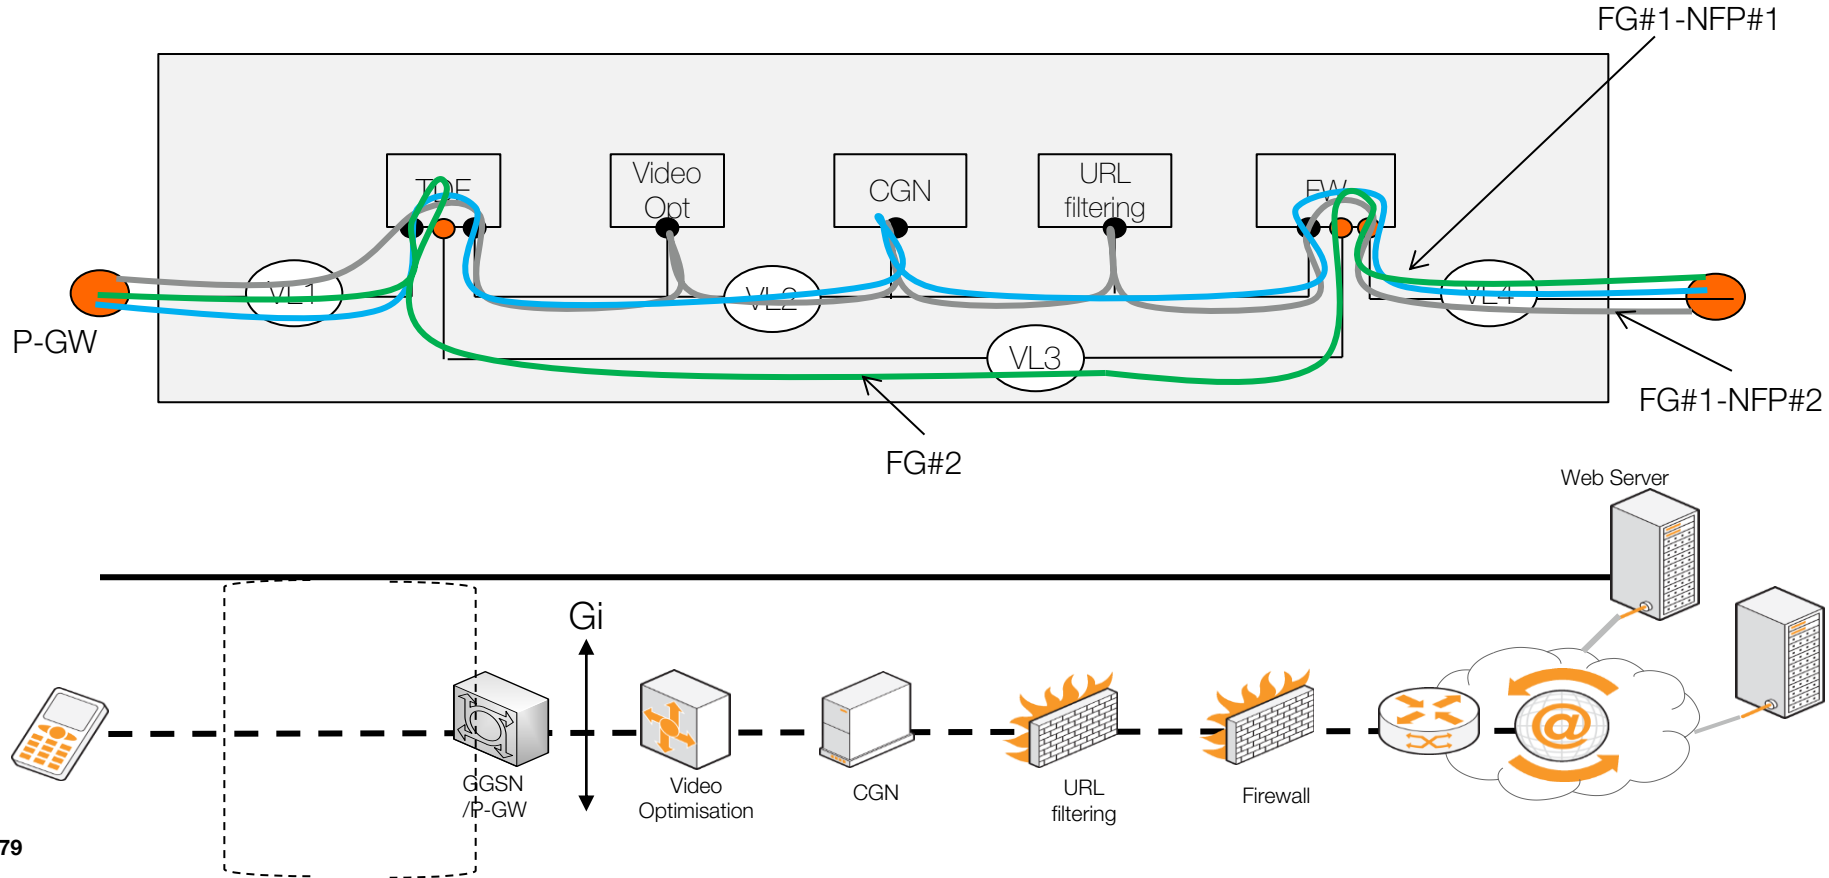 FG#1-NFP#1
TDF
Video
Opt
CGN
URL
filtering
FW
VL1
VL2
VL4
P-GW
VL3
FG#1-NFP#2
FG#2
Web Server
Gi
@
GGSN
/P-GW
Video
Optimisation
CGN
URL
filtering
Firewall
79